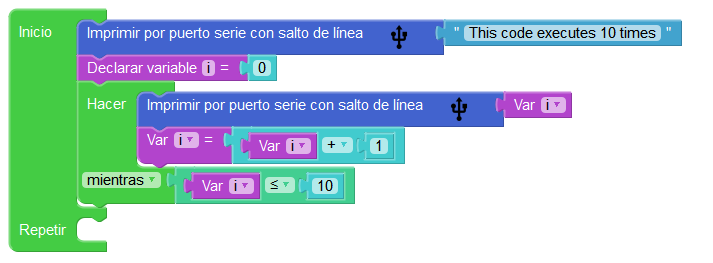 Inicio Imprimir por puerto serie con salto de línea " This code executes 10 times "
Declarar variable i = 0
Hacer Imprimir por puerto serie con salto de línea Var i
Var i = Var i + 1
mientras Var i ≤ 10
Repetir